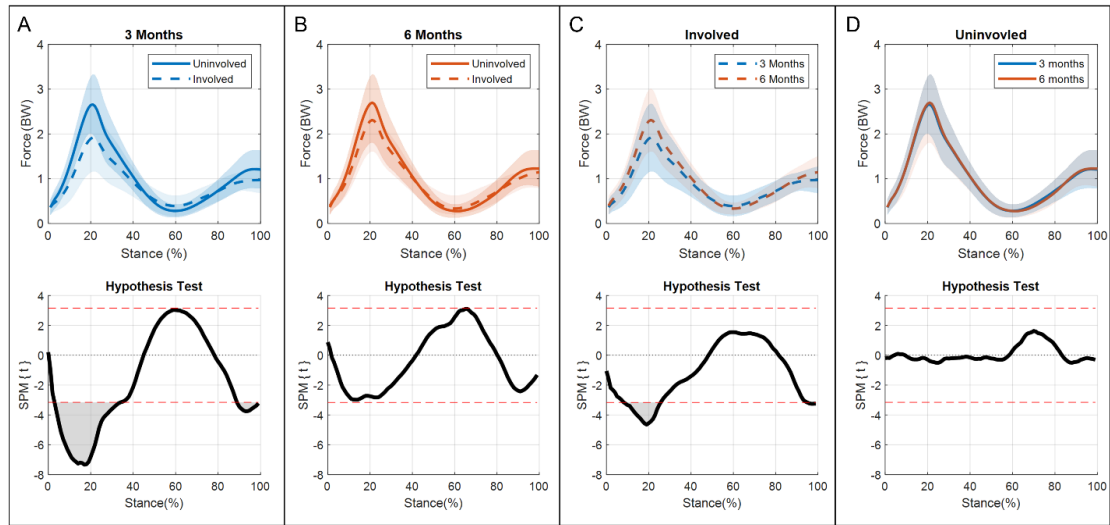 A
3 Months
Force (BW)
4
3
2
1
0
Uninvolved
Involved
0 20 40 60 80 100
Stance (%)
Hypothesis Test
SPM { t }
4
2
0
-2
-4
-6
-8
0 20 40 60 80 100
Stance(%)
B
6 Months
Force (BW)
4
3
2
1
0
Uninvolved
Involved
0 20 40 60 80 100
Stance (%)
Hypothesis Test
SPM { t }
4
2
0
-2
-4
-6
-8
0 20 40 60 80 100
Stance(%)
C
Involved
Force (BW)
4
3
2
1
0
3 Months
6 Months
0 20 40 60 80 100
Stance (%)
Hypothesis Test
SPM { t }
4
2
0
-2
-4
-6
-8
0 20 40 60 80 100
Stance(%)
D
Uninvovled
Force (BW)
4
3
2
1
0
3 months
6 months
0 20 40 60 80 100
Stance (%)
Hypothesis Test
SPM { t }
4
2
0
-2
-4
-6
-8
0 20 40 60 80 100
Stance(%)